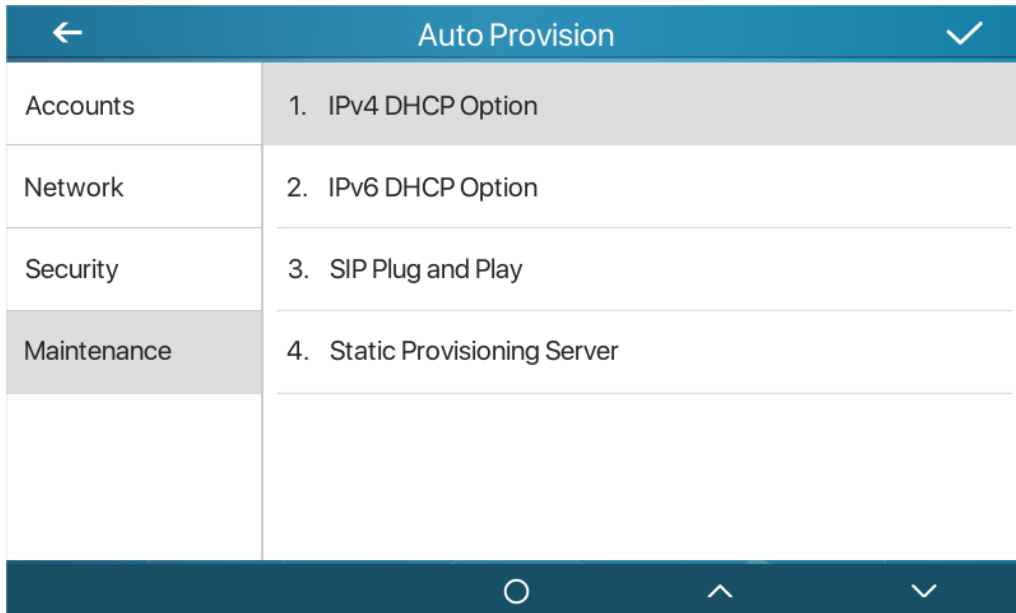 Auto Provision
Accounts
Network
Security
Maintenance
1. IPv4 DHCP Option
2. IPv6 DHCP Option
3. SIP Plug and Play
4. Static Provisioning Server